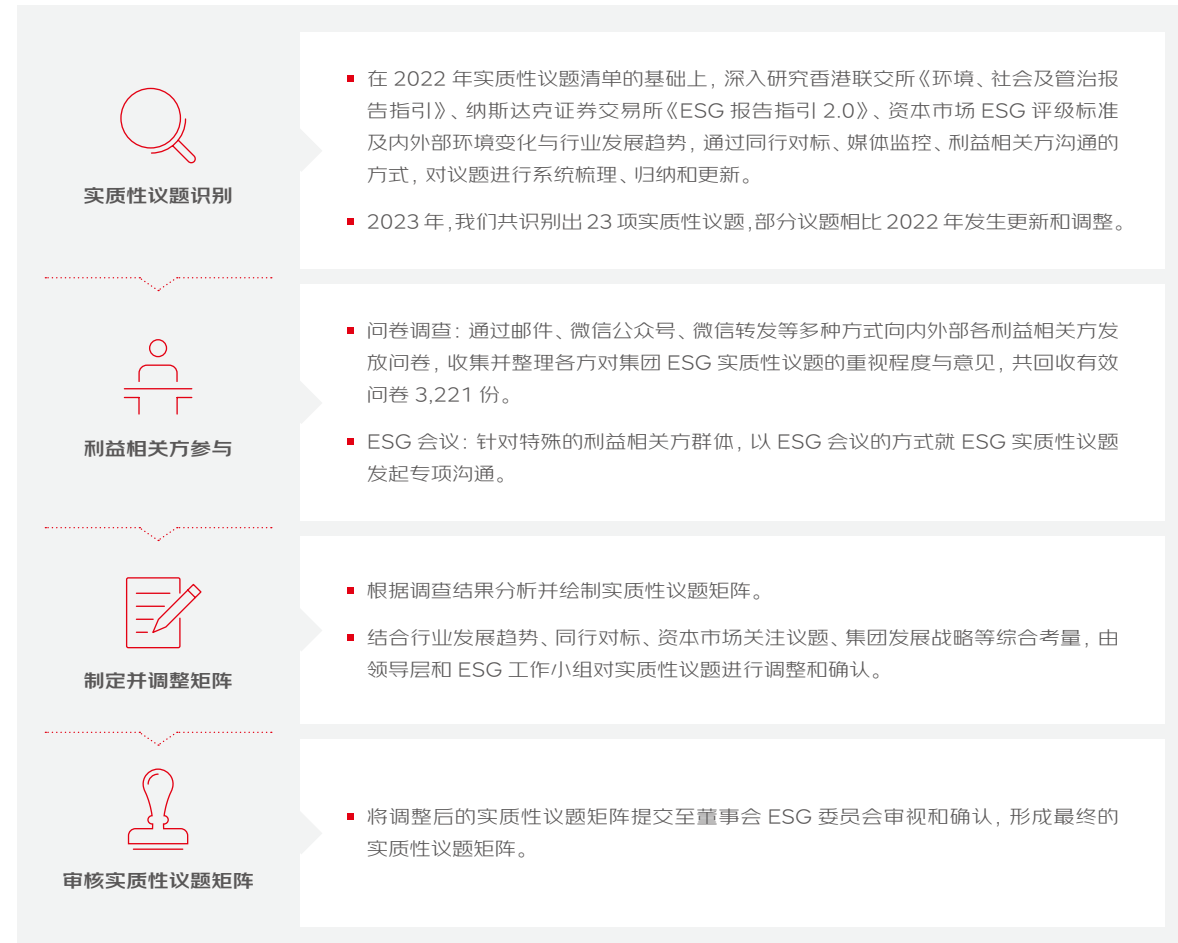 在 2022 年实质性议题清单的基础上，深入研究香港联交所《环境、社会及管治报
告指引》、纳斯达克证券交易所《ESG 报告指引 2.0》、资本市场 ESG 评级标准
及内外部环境变化与行业发展趋势，通过同行对标、媒体监控、利益相关方沟通的
方式，对议题进行系统梳理、归纳和更新。
2023 年，我们共识别出 23 项实质性议题，部分议题相比 2022 年发生更新和调整。
实质性议题识别
问卷调查：通过邮件、微信公众号、微信转发等多种方式向内外部各利益相关方发
放问卷，收集并整理各方对集团 ESG 实质性议题的重视程度与意见，共回收有效
问卷 3,221 份。
ESG 会议：针对特殊的利益相关方群体，以 ESG 会议的方式就 ESG 实质性议题
发起专项沟通。
利益相关方参与
根据调查结果分析并绘制实质性议题矩阵。
结合行业发展趋势、同行对标、资本市场关注议题、集团发展战略等综合考量，由
领导层和 ESG 工作小组对实质性议题进行调整和确认。
制定并调整矩阵
将调整后的实质性议题矩阵提交至董事会 ESG 委员会审视和确认，形成最终的
实质性议题矩阵。
审核实质性议题矩阵